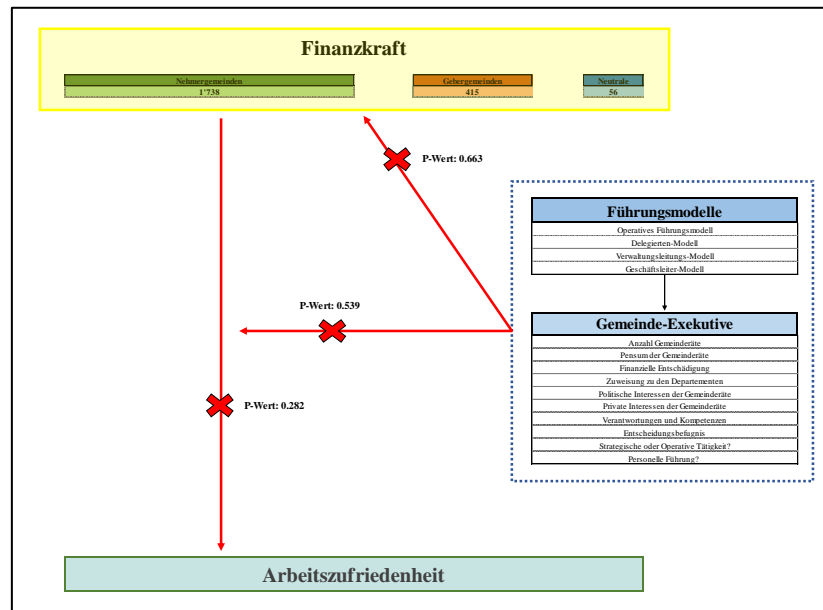 Finanzkraft
Nehmergemeinden
1'738
Gebergemeinden
415
Neutrale
56
P-Wert: 0.663
Führungsmodelle
Operatives Führungsmodell
Delegierten-Modell
Verwaltungsleitungs-Modell
Geschäftsleiter-Modell
P-Wert: 0.539
Gemeinde-Exekutive
Anzahl Gemeinderäte
Pensum der Gemeinderäte
Finanzielle Entschädigung
Zuweisung zu den Departementen
Politische Interessen der Gemeinderäte
Private Interessen der Gemeinderäte
Verantwortungen und Kompetenzen
Entscheidungsbefugnis
Strategische oder Operative Tätigkeit?
Personelle Führung?
P-Wert: 0.282
Arbeitszufriedenheit